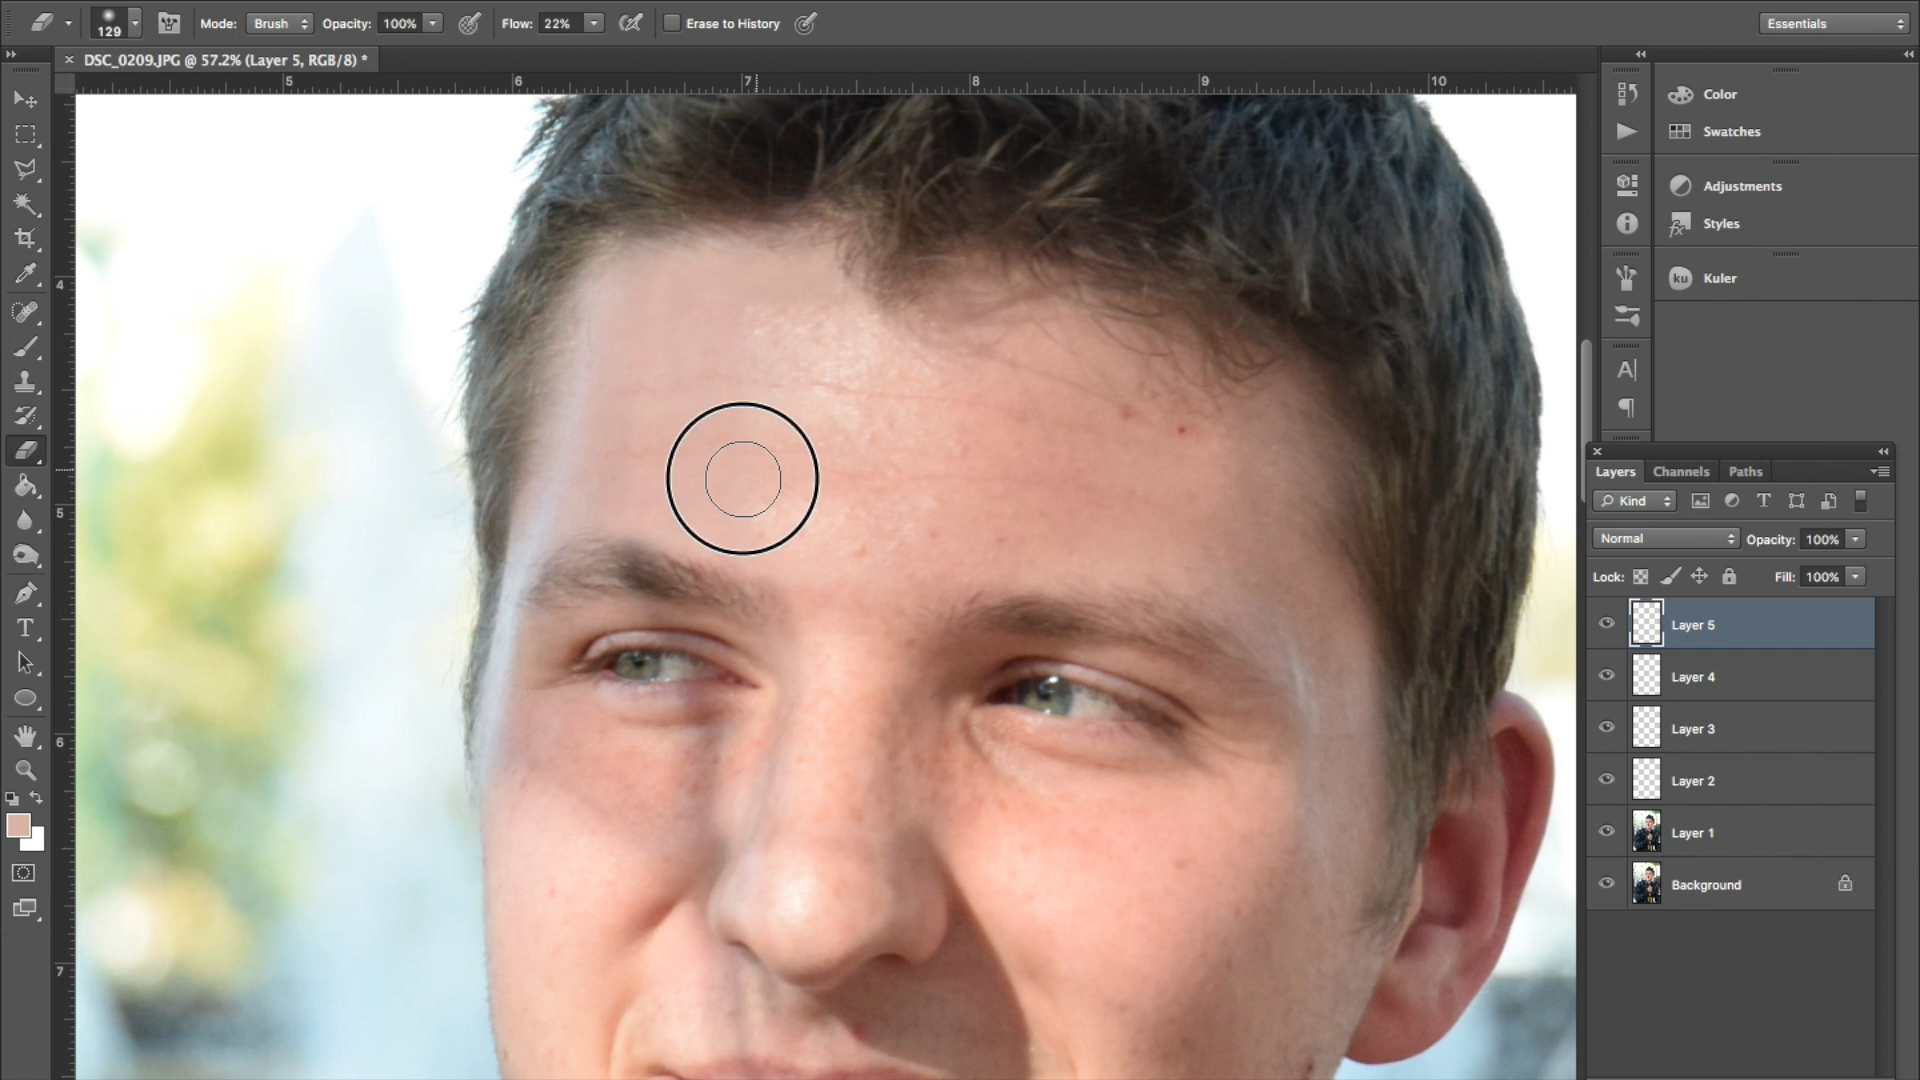 129 Mode: Brush Opacity: 100% Flow: 22% Erase to History Essentials
× DSC_0209.JPG @ 57.2% (Layer 5, RGB/8) *
5 6 7 8 9 10
4
5
6
7
Color
Swatches
Adjustments
Styles
ku Kuler
Layers Channels Paths
Kind
Normal Opacity: 100%
Lock: Fill: 100%
Layer 5
Layer 4
Layer 3
Layer 2
Layer 1
Background